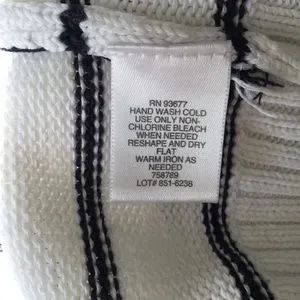 RN 93677
HAND WASH COLD
USE ONLY NON-
CHLORINE BLEACH
WHEN NEEDED
RESHAPE AND DRY
FLAT
WARM IRON AS
NEEDED
758789
LOT# 851-6238